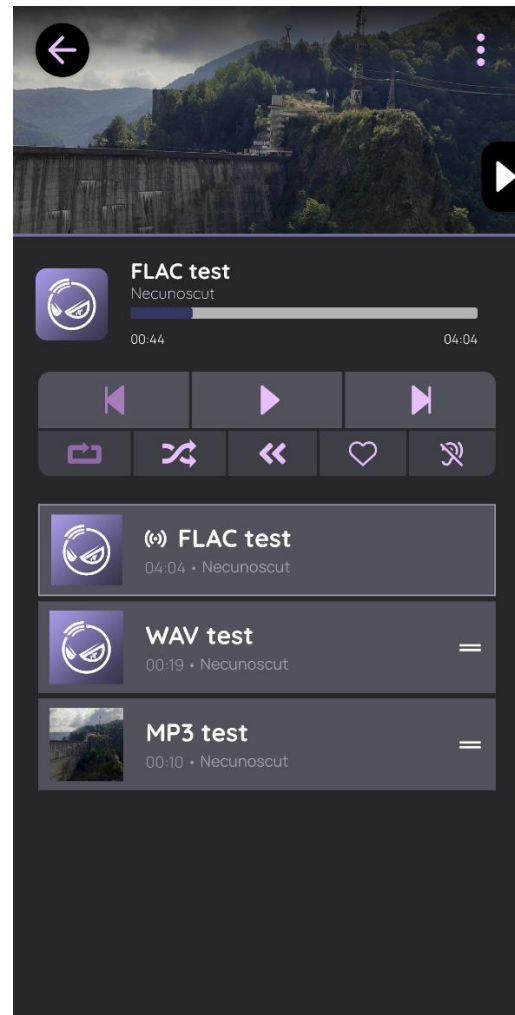 FLAC test
Necunoscut
00:44 04:04
FLAC test
04:04 • Necunoscut
WAV test
00:19 • Necunoscut
MP3 test
00:10 • Necunoscut